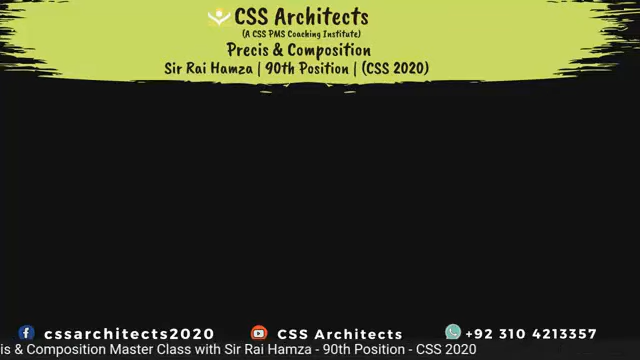 CSS Architects
(A CSS PMS Coaching Institute)
Precis & Composition
Sir Rai Hamza | 90th Position | (CSS 2020)
cssarchitects2020 CSS Architects +92 310 4213357
is & Composition Master Class with Sir Rai Hamza - 90th Position - CSS 2020